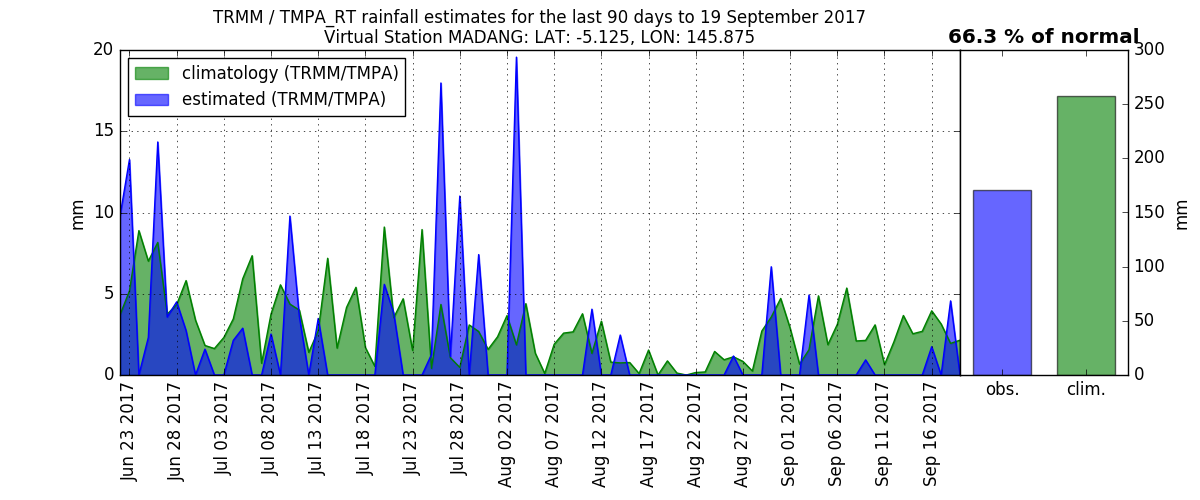 TRMM / TMPA_RT rainfall estimates for the last 90 days to 19 September 2017
Virtual Station MADANG: LAT: -5.125, LON: 145.875
66.3 % of normal
climatology (TRMM/TMPA)
estimated (TRMM/TMPA)
mm
20
15
10
5
0
Jun 23 2017
Jun 28 2017
Jul 03 2017
Jul 08 2017
Jul 13 2017
Jul 18 2017
Jul 23 2017
Jul 28 2017
Aug 02 2017
Aug 07 2017
Aug 12 2017
Aug 17 2017
Aug 22 2017
Aug 27 2017
Sep 01 2017
Sep 06 2017
Sep 11 2017
Sep 16 2017
300
250
200
150
100
50
0
mm
obs.
clim.